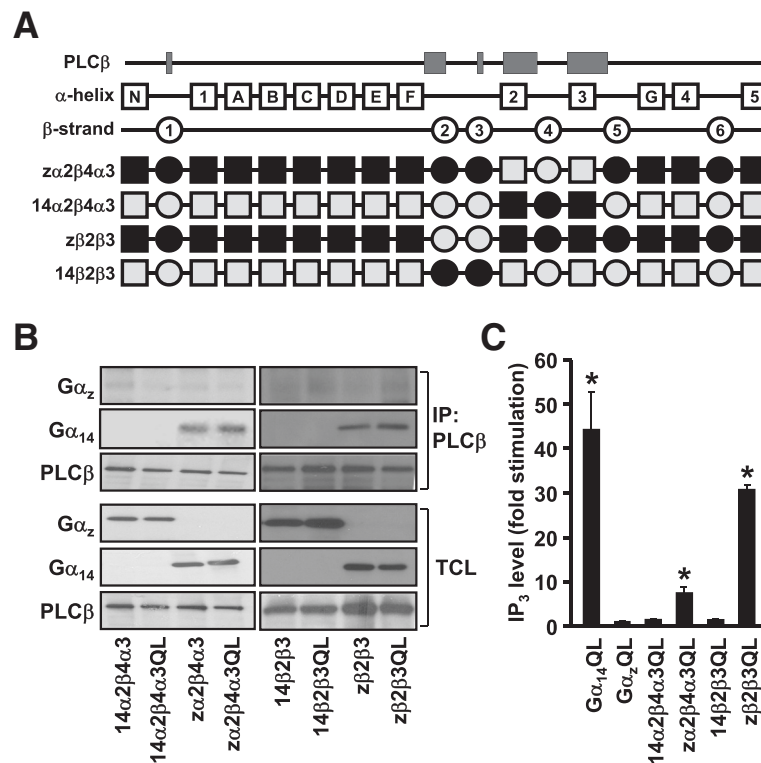 A
PLCβ
α-helix N 1 A B C D E F 2 3 G 4 5
β-strand 1 2 3 4 5 6
zα2β4α3
14α2β4α3
zβ2β3
14β2β3
B
Gαz
Gα14
PLCβ
IP:
PLCβ
Gαz
Gα14
PLCβ
TCL
14α2β4α3
14α2β4α3QL
zα2β4α3
zα2β4α3QL
14β2β3
14β2β3QL
zβ2β3
zβ2β3QL
C
IP3 level (fold stimulation)
60
50
40
30
20
10
0
*
*
*
Gα14QL
GαzQL
14α2β4α3QL
zα2β4α3QL
14β2β3QL
zβ2β3QL